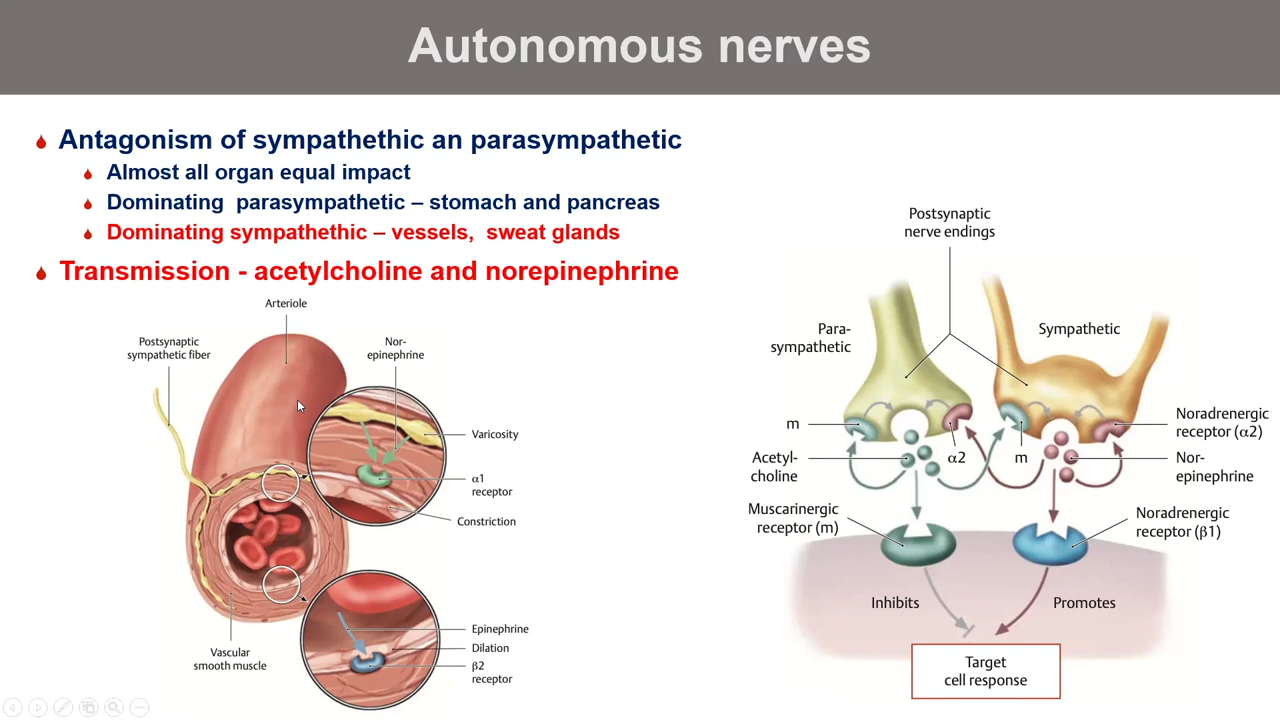 Autonomous nerves
Antagonism of sympathethic an parasympathetic
Almost all organ equal impact
Dominating parasympathetic – stomach and pancreas
Dominating sympathethic – vessels, sweat glands
Transmission - acetylcholine and norepinephrine
Arteriole
Postsynaptic
sympathetic fiber
Nor-
epinephrine
Varicosity
α1
receptor
Constriction
Epinephrine
Dilation
β2
receptor
Vascular
smooth muscle
Postsynaptic
nerve endings
Para-
sympathetic
Sympathetic
m
α2
m
Noradrenergic
receptor (α2)
Acetyl-
choline
Nor-
epinephrine
Muscarinergic
receptor (m)
Noradrenergic
receptor (β1)
Inhibits
Promotes
Target
cell response